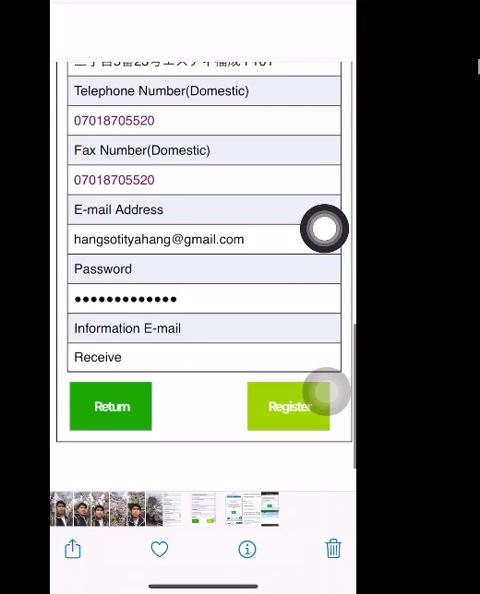 Telephone Number(Domestic)
07018705520
Fax Number(Domestic)
07018705520
E-mail Address
hangsotityahang@gmail.com
Password
●●●●●●●●●●●●●
Information E-mail
Receive
Return
Register